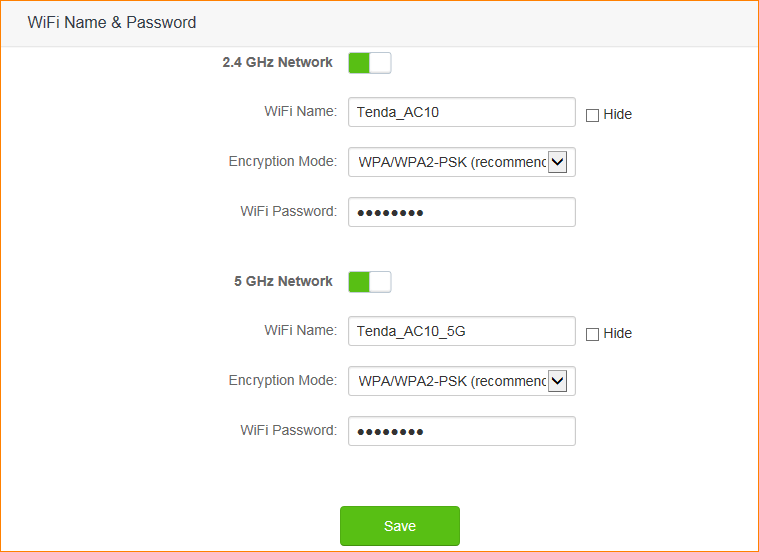 WiFi Name & Password
2.4 GHz Network
WiFi Name: Tenda_AC10 Hide
Encryption Mode: WPA/WPA2-PSK (recommenc
WiFi Password: ●●●●●●●●
5 GHz Network
WiFi Name: Tenda_AC10_5G Hide
Encryption Mode: WPA/WPA2-PSK (recommenc
WiFi Password: ●●●●●●●●
Save